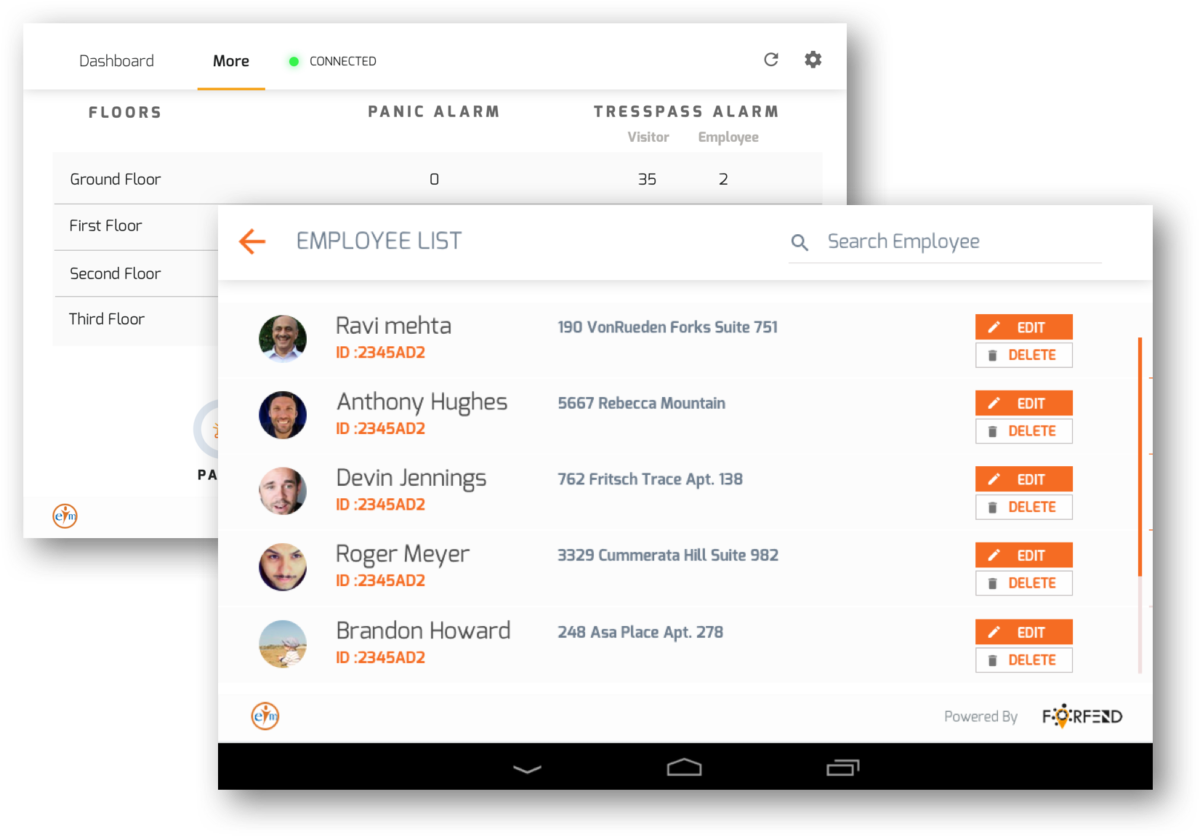 Dashboard More CONNECTED
FLOORS PANIC ALARM TRESSPASS ALARM
Visitor Employee
Ground Floor 0 35 2
First Floor
Second Floor
Third Floor
PA
eim
EMPLOYEE LIST Search Employee
Ravi mehta 190 VonRueden Forks Suite 751 EDIT
ID :2345AD2 DELETE
Anthony Hughes 5667 Rebecca Mountain EDIT
ID :2345AD2 DELETE
Devin Jennings 762 Fritsch Trace Apt. 138 EDIT
ID :2345AD2 DELETE
Roger Meyer 3329 Cummerata Hill Suite 982 EDIT
ID :2345AD2 DELETE
Brandon Howard 248 Asa Place Apt. 278 EDIT
ID :2345AD2 DELETE
eim Powered By FORFEND